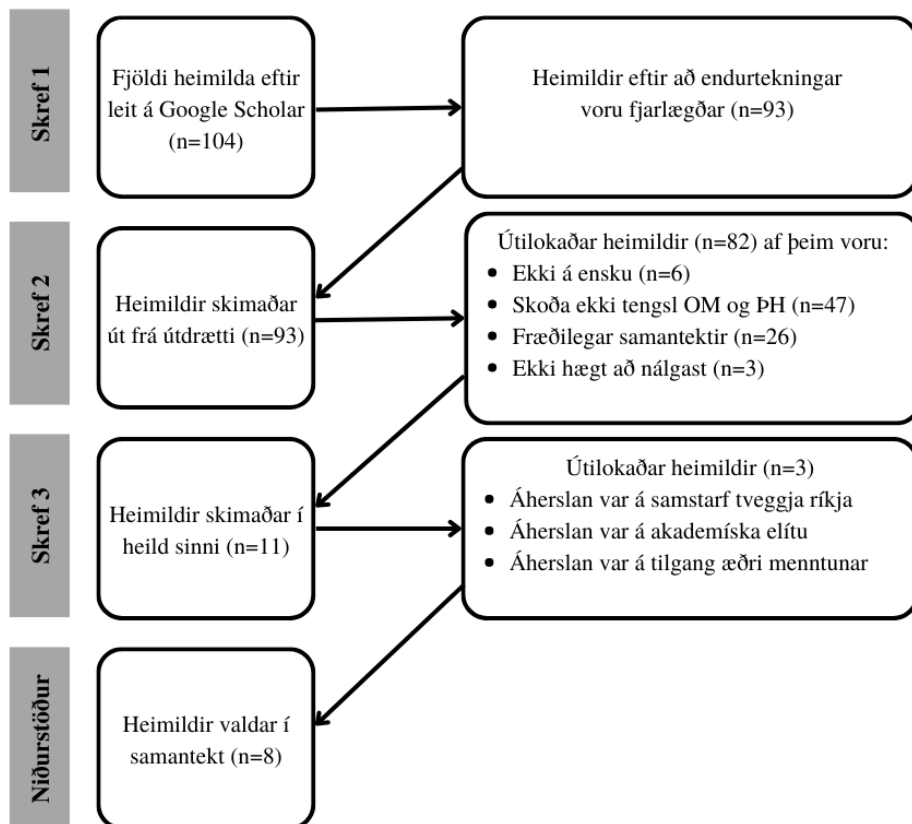 Skref 1
Fjöldi heimilda eftir
leit á Google Scholar
(n=104)
Heimildir eftir að endurtekningar
voru fjarlægðar (n=93)
Skref 2
Heimildir skimaðar
út frá útdrætti (n=93)
Útilokaðar heimildir (n=82) af þeim voru:
• Ekki á ensku (n=6)
• Skoða ekki tengsl OM og ÞH (n=47)
• Fræðilegar samantektir (n=26)
• Ekki hægt að nálgast (n=3)
Skref 3
Heimildir skimaðar í
heild sinni (n=11)
Útilokaðar heimildir (n=3)
• Áherslan var á samstarf tveggja ríkja
• Áherslan var á akademíska elítu
• Áherslan var á tilgang æðri menntunar
Niðurstöður
Heimildir valdar í
samantekt (n=8)